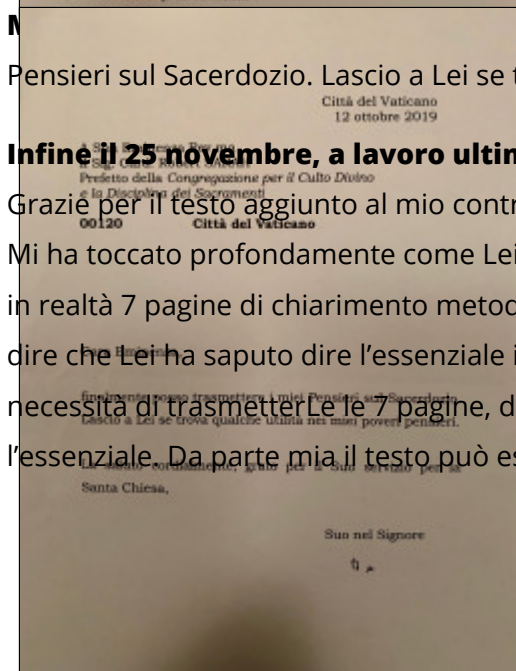 Pensieri sul Sacerdozio. Lascio a Lei se t
Città del Vaticano
12 ottobre 2019
Infine il 25 novembre, a lavoro ultin
Prefetto della Congregazione per il Culto Divino
e la Disciplina dei Sacramenti
Grazie per il testo aggiunto al mio contr
00120 Città del Vaticano
Mi ha toccato profondamente come Lei
in realtà 7 pagine di chiarimento metod
dire che Lei ha saputo dire l'essenziale i
finalmente posso trasmettere i miei Pensieri sul Sacerdozio.
necessità di trasmetterLe le 7 pagine, d
Lascio a Lei se trova qualche utilità nei miei poveri pensieri.
l'essenziale. Da parte mia il testo può es
Santa Chiesa,
Suo nel Signore